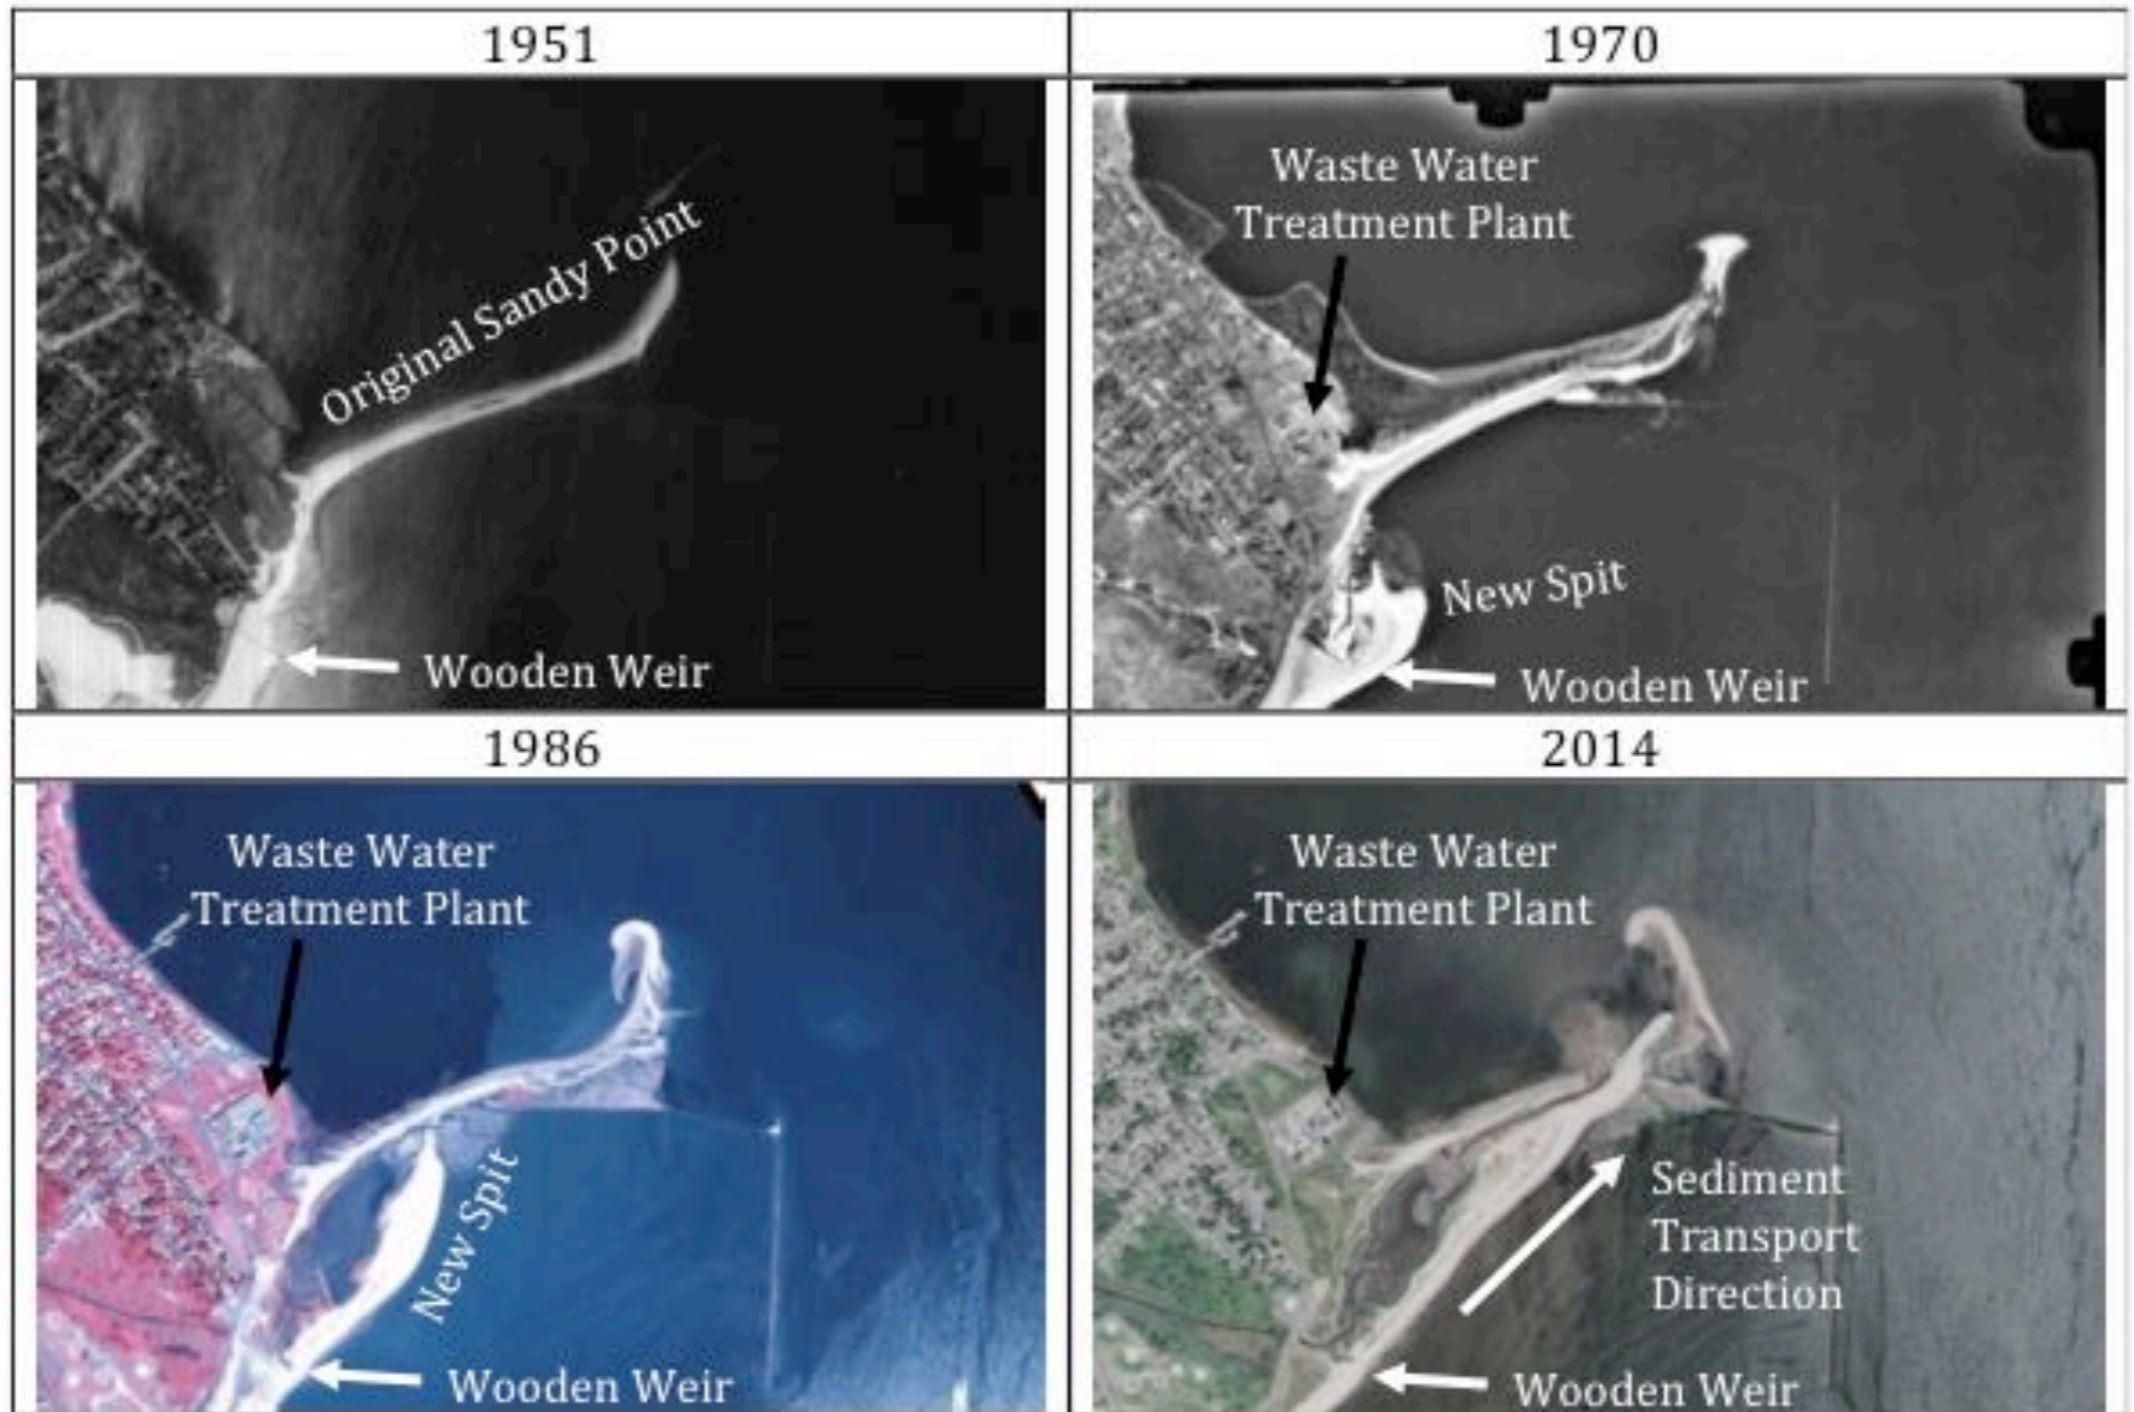 1951
1970
Original Sandy Point
Wooden Weir
Waste Water
Treatment Plant
New Spit
Wooden Weir
1986
2014
Waste Water
Treatment Plant
New Spit
Wooden Weir
Waste Water
Treatment Plant
Sediment
Transport
Direction
Wooden Weir